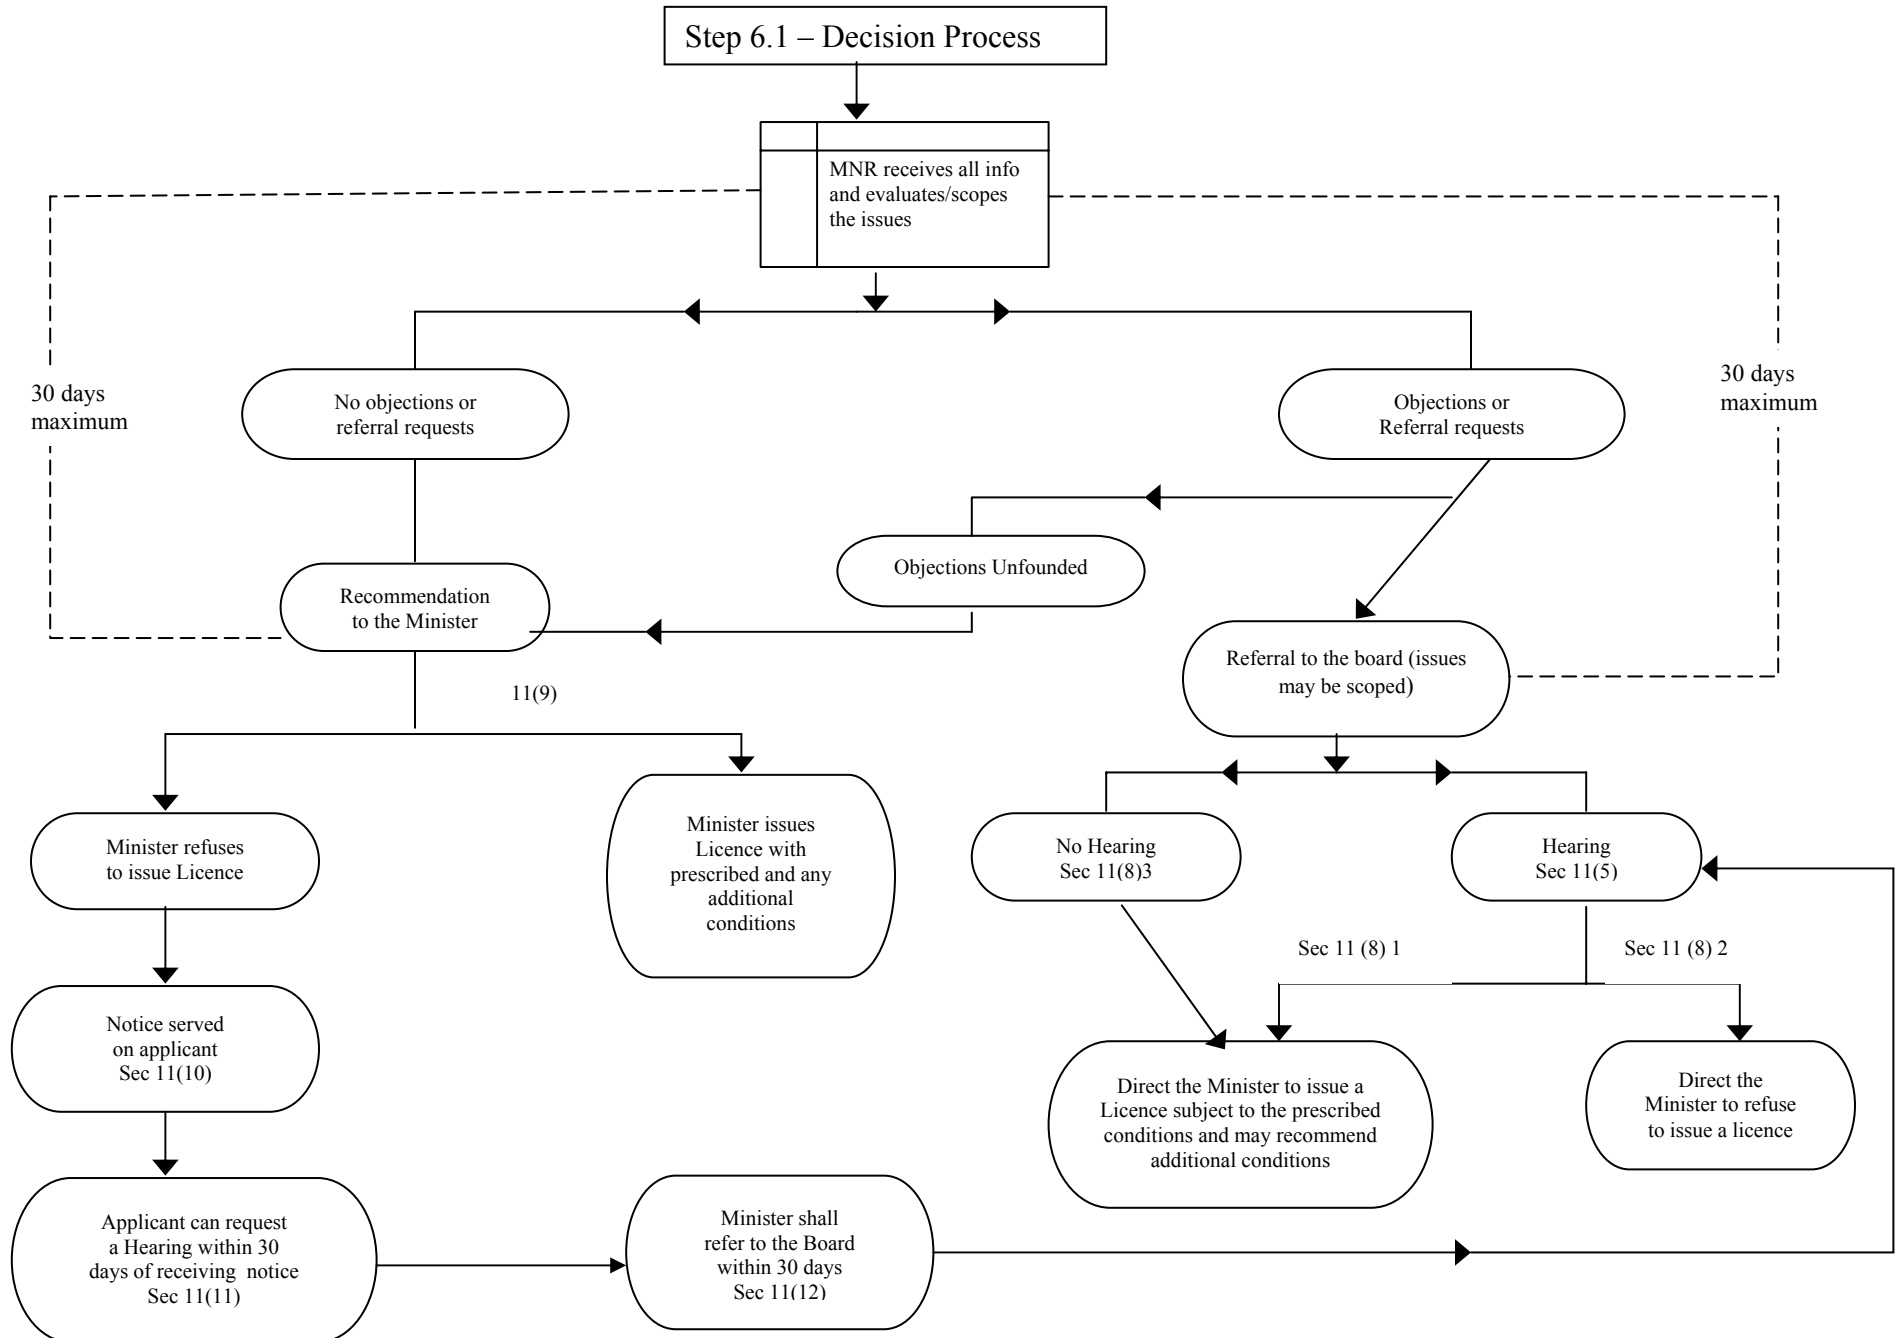 Step 6.1 – Decision Process
MNR receives all info
and evaluates/scopes
the issues
30 days
maximum
No objections or
referral requests
Objections or
Referral requests
30 days
maximum
Objections Unfounded
Recommendation
to the Minister
Referral to the board (issues
may be scoped)
11(9)
Minister refuses
to issue Licence
Minister issues
Licence with
prescribed and any
additional
conditions
No Hearing
Sec 11(8)3
Hearing
Sec 11(5)
Sec 11 (8) 1
Sec 11 (8) 2
Notice served
on applicant
Sec 11(10)
Direct the Minister to issue a
Licence subject to the prescribed
conditions and may recommend
additional conditions
Direct the
Minister to refuse
to issue a licence
Applicant can request
a Hearing within 30
days of receiving  notice
Sec 11(11)
Minister shall
refer to the Board
within 30 days
Sec 11(12)